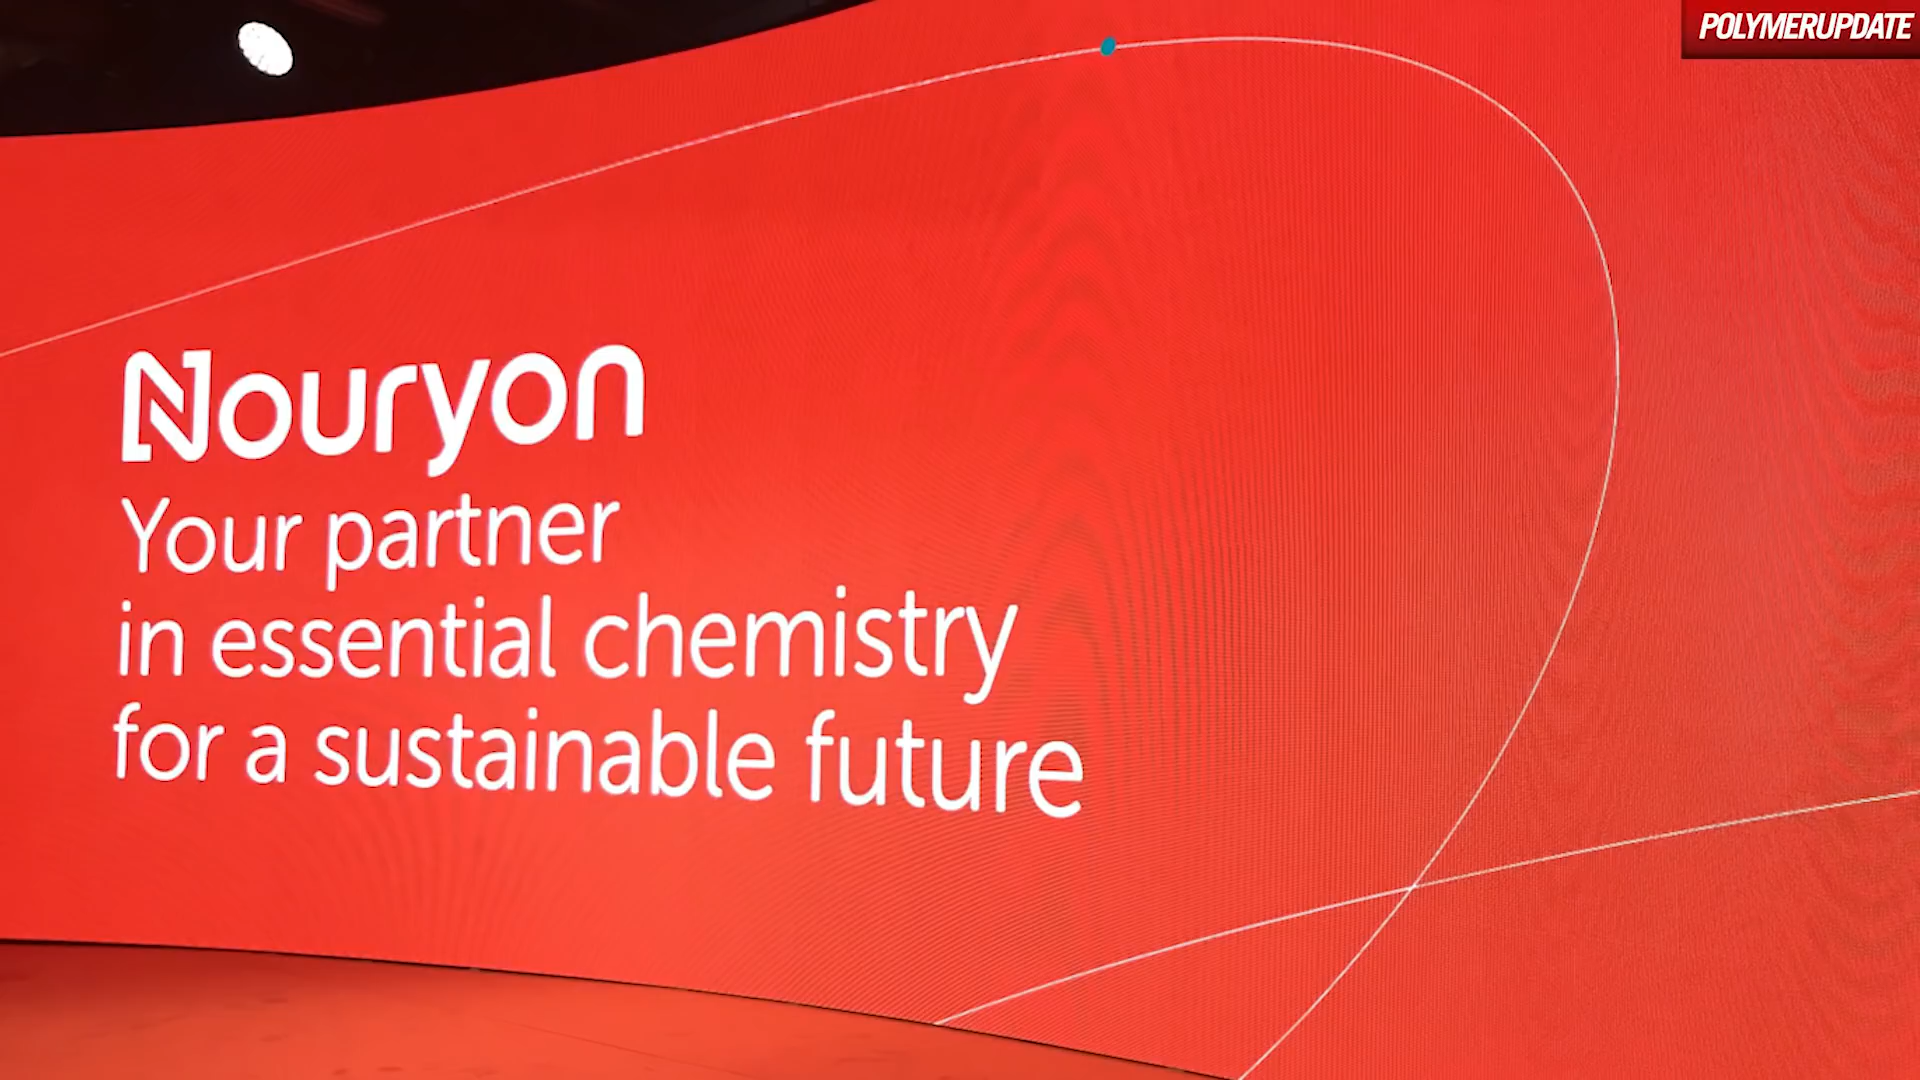 POLYMERUPDATE
Nouryon
Your partner
in essential chemistry
for a sustainable future